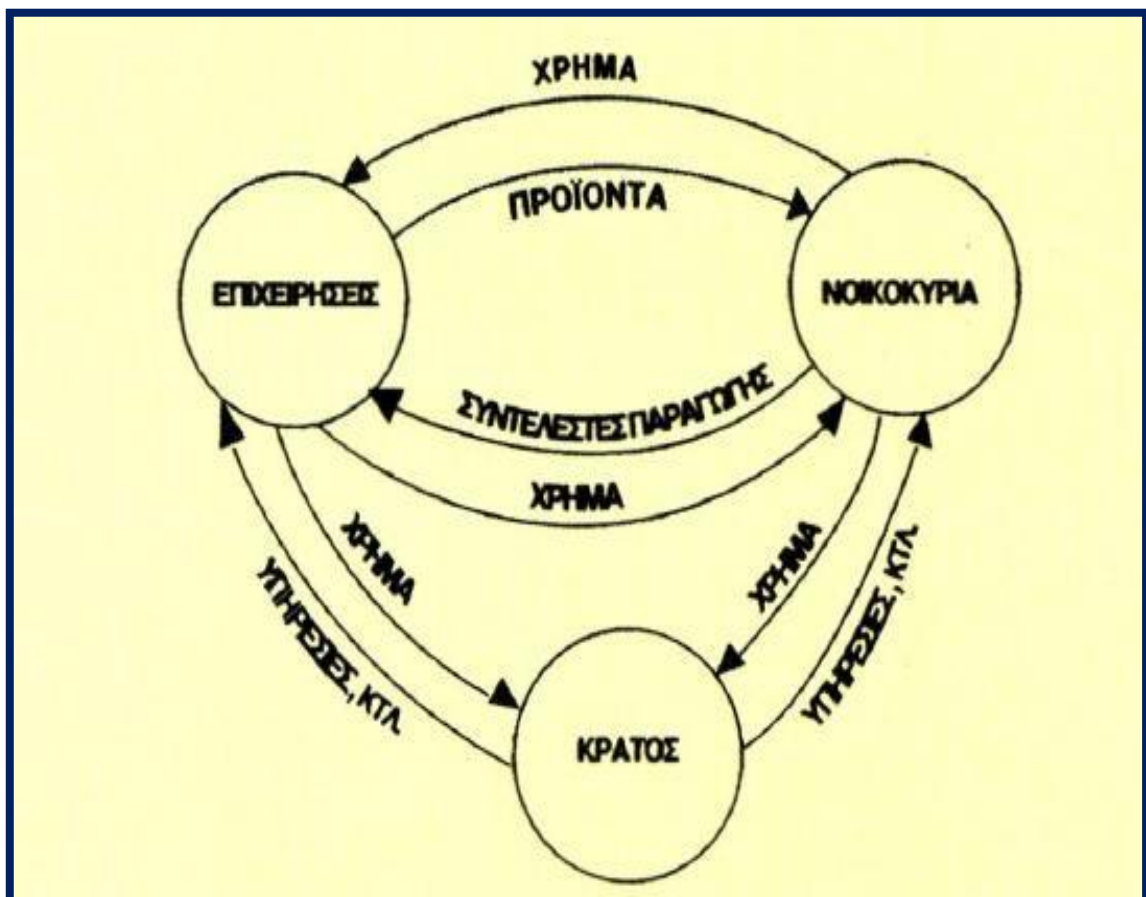 ΧΡΗΜΑ
ΠΡΟΪΟΝΤΑ
ΕΠΙΧΕΙΡΗΣΕΙΣ
ΝΟΙΚΟΚΥΡΙΑ
ΣΥΝΤΕΛΕΣΤΕΣ ΠΑΡΑΓΩΓΗΣ
ΧΡΗΜΑ
ΧΡΗΜΑ
ΥΠΗΡΕΣΙΕΣ, ΚΤΛ.
ΧΡΗΜΑ
ΥΠΗΡΕΣΙΕΣ, ΚΤΛ.
ΚΡΑΤΟΣ